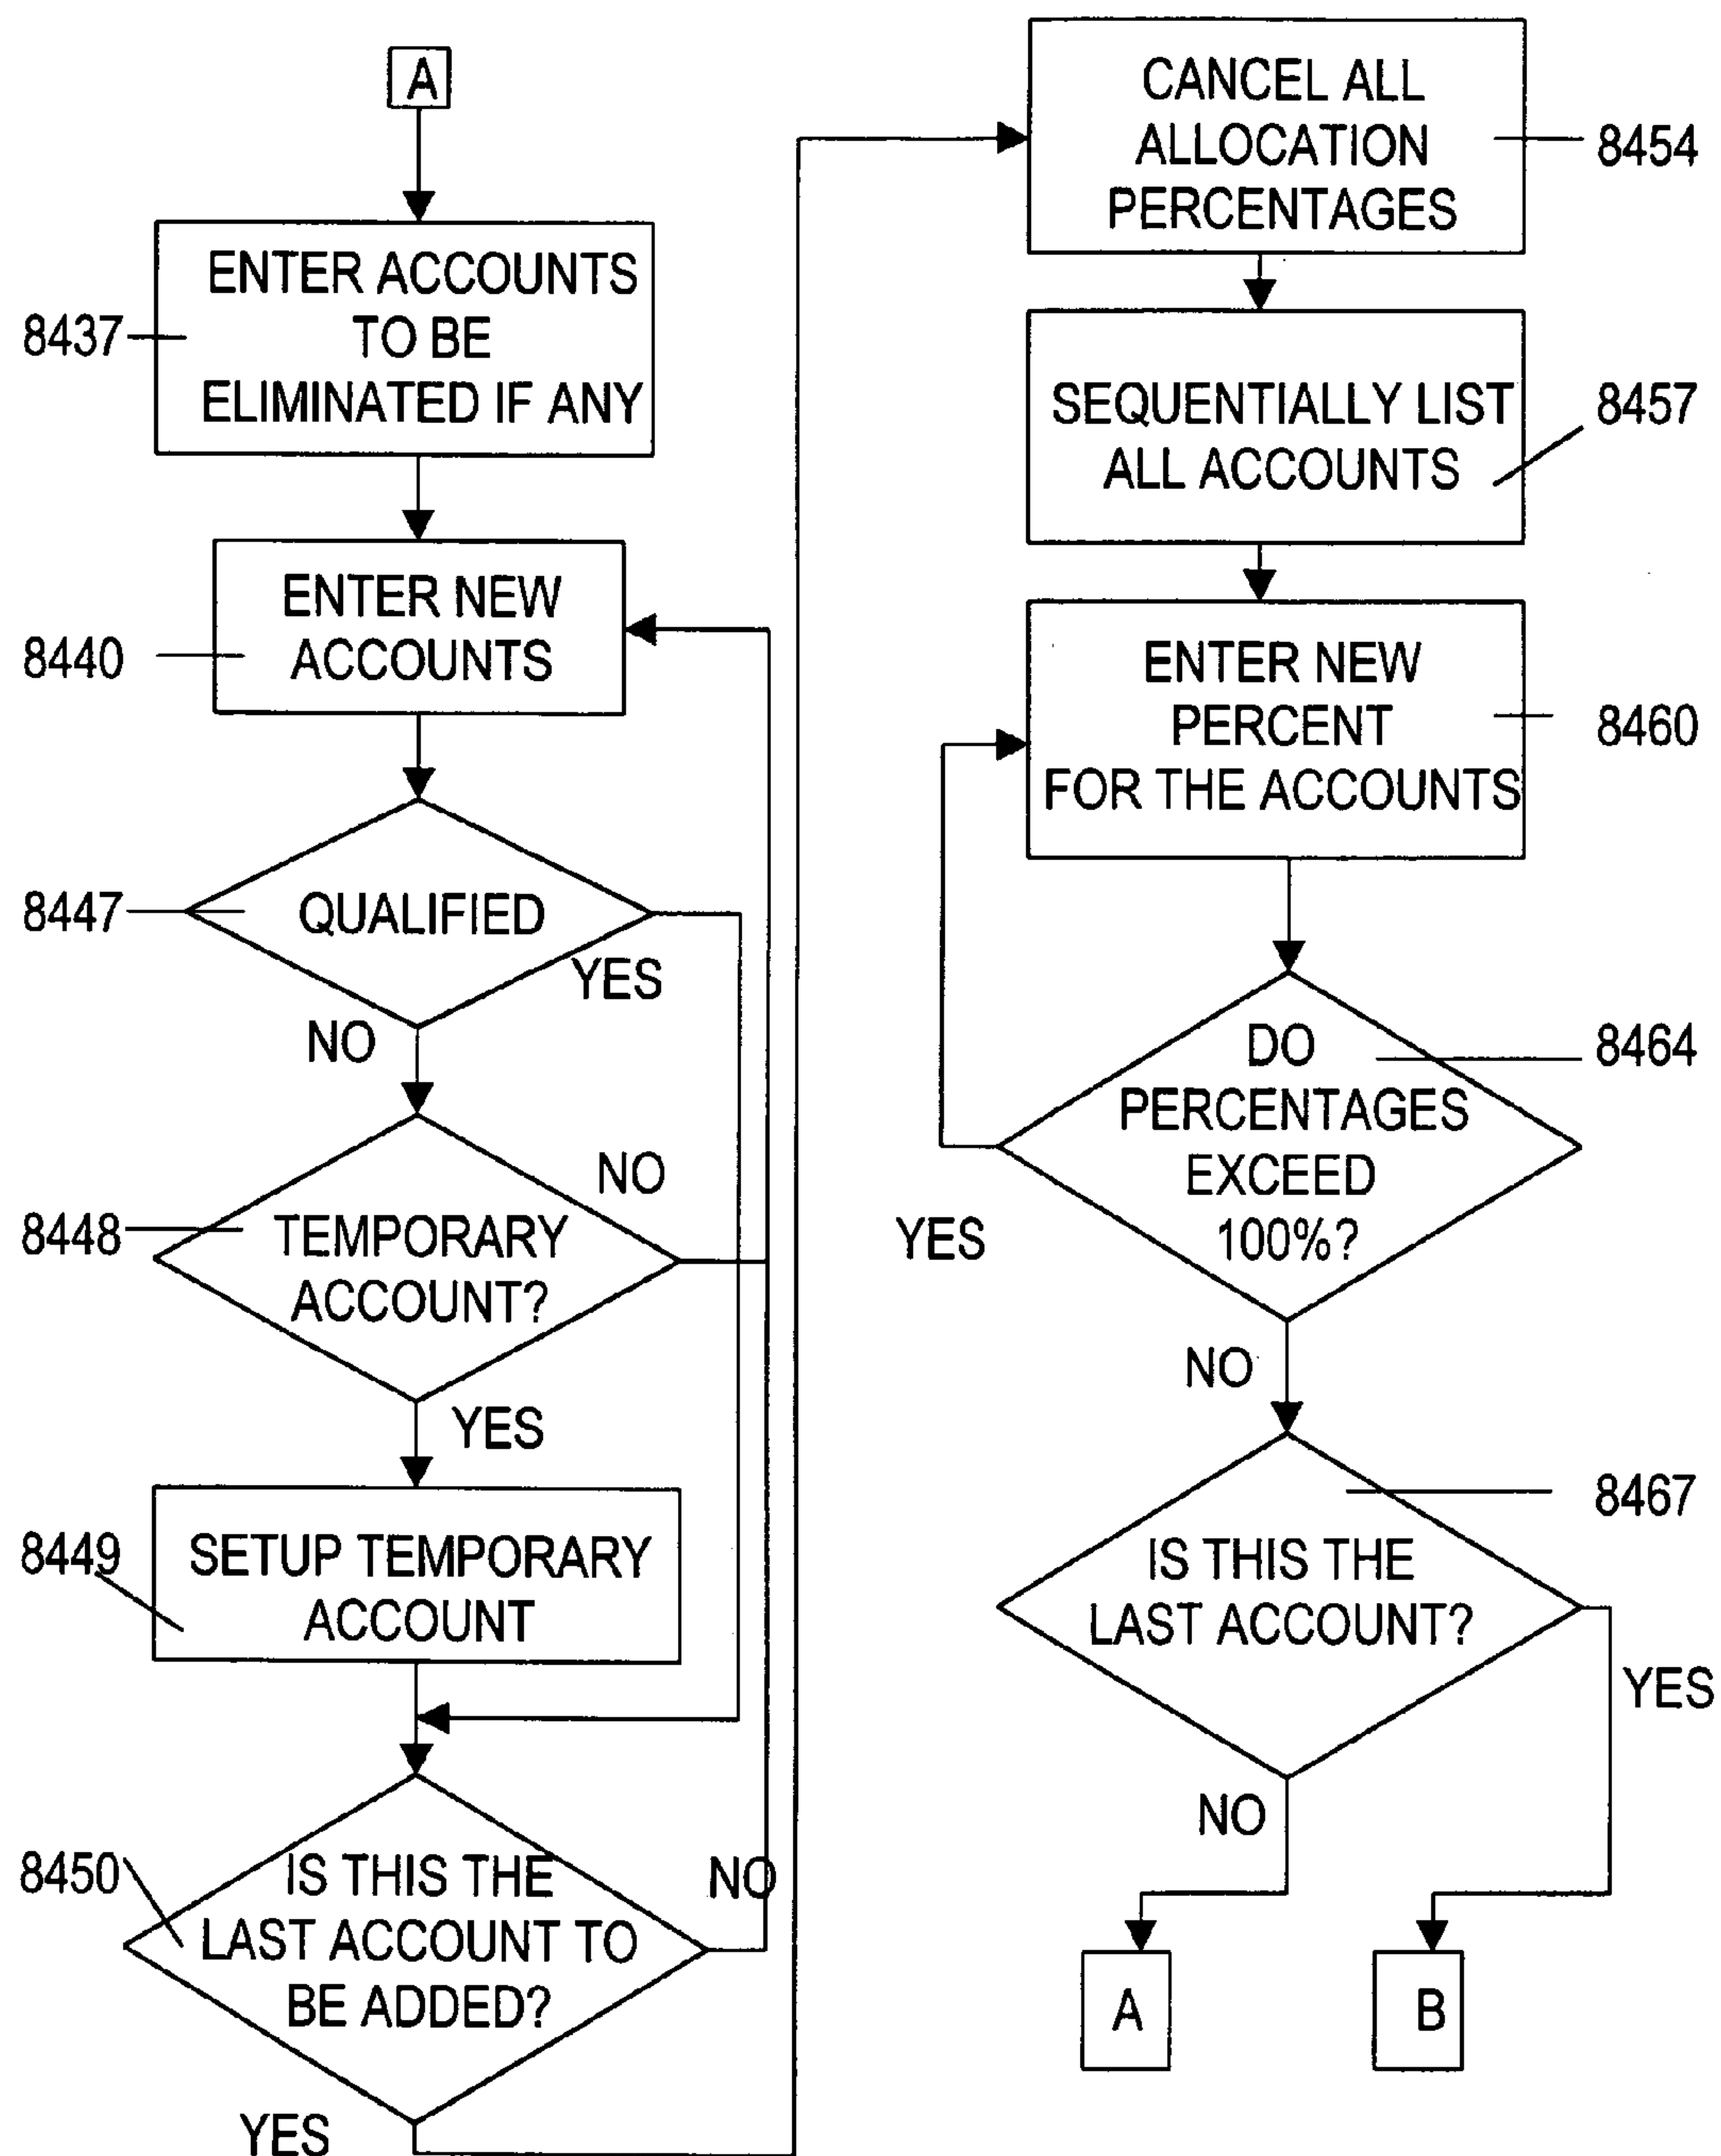 A
8437
ENTER ACCOUNTS
TO BE
ELIMINATED IF ANY
8440
ENTER NEW
ACCOUNTS
8447
QUALIFIED
YES
NO
8448
TEMPORARY
ACCOUNT?
NO
YES
8449
SETUP TEMPORARY
ACCOUNT
8450
IS THIS THE
LAST ACCOUNT TO
BE ADDED?
NO
YES
CANCEL ALL
ALLOCATION
PERCENTAGES
8454
SEQUENTIALLY LIST
ALL ACCOUNTS
8457
ENTER NEW
PERCENT
FOR THE ACCOUNTS
8460
DO
PERCENTAGES
EXCEED
100%?
8464
YES
NO
8467
IS THIS THE
LAST ACCOUNT?
YES
NO
A
B